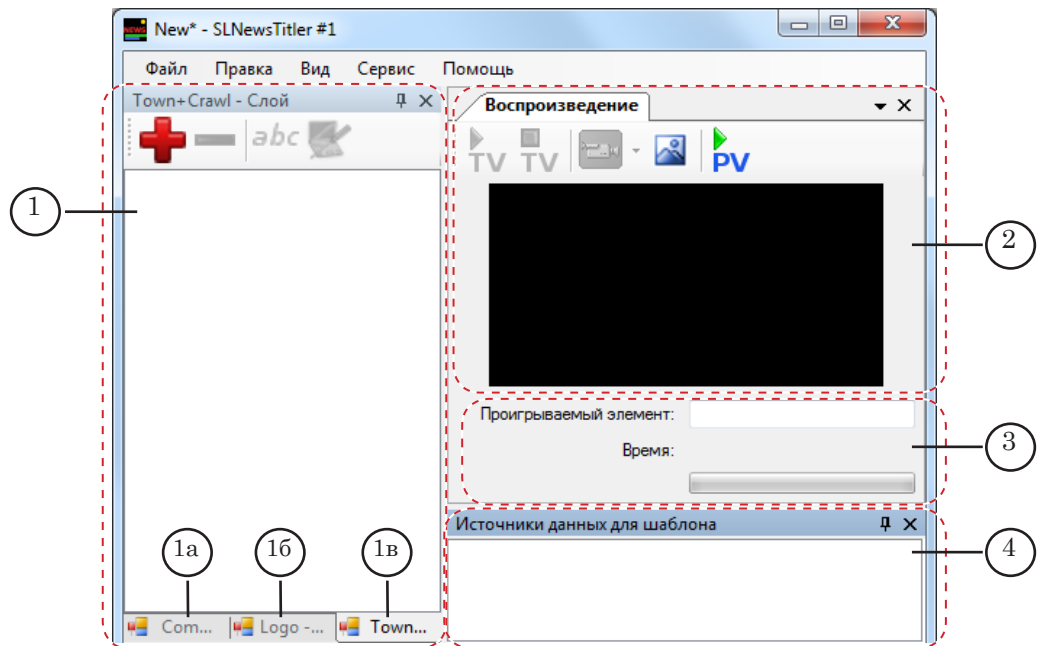 NEWS New* - SLNewsTitler #1
Файл Правка Вид Сервис Помощь
Town+Crawl - Слой
abc
Воспроизведение
TV TV PV
1
2
Проигрываемый элемент:
Время:
3
Источники данных для шаблона
4
1а 1б 1в
Com... Logo -... Town...